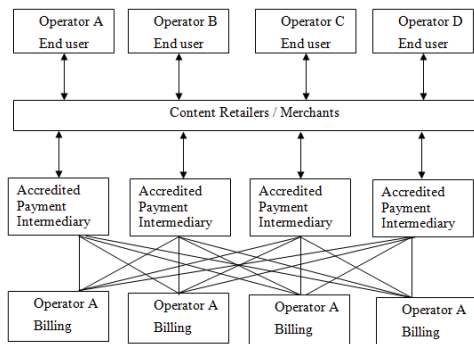 Operator A
End user
Operator B
End user
Operator C
End user
Operator D
End user
Content Retailers / Merchants
Accredited
Payment
Intermediary
Accredited
Payment
Intermediary
Accredited
Payment
Intermediary
Accredited
Payment
Intermediary
Operator A
Billing
Operator A
Billing
Operator A
Billing
Operator A
Billing